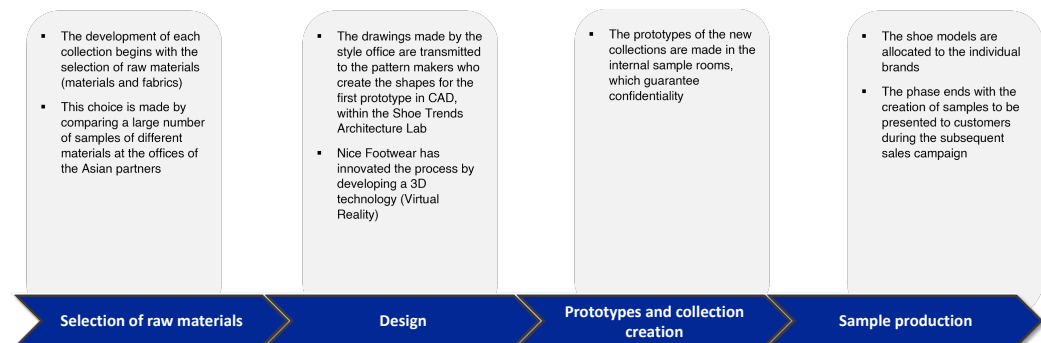 ▪ The development of each
collection begins with the
selection of raw materials
(materials and fabrics)
▪ This choice is made by
comparing a large number
of samples of different
materials at the offices of
the Asian partners
▪ The drawings made by the
style office are transmitted
to the pattern makers who
create the shapes for the
first prototype in CAD,
within the Shoe Trends
Architecture Lab
▪ Nice Footwear has
innovated the process by
developing a 3D
technology (Virtual
Reality)
▪ The prototypes of the new
collections are made in the
internal sample rooms,
which guarantee
confidentiality
▪ The shoe models are
allocated to the individual
brands
▪ The phase ends with the
creation of samples to be
presented to customers
during the subsequent
sales campaign
Selection of raw materials
Design
Prototypes and collection
creation
Sample production